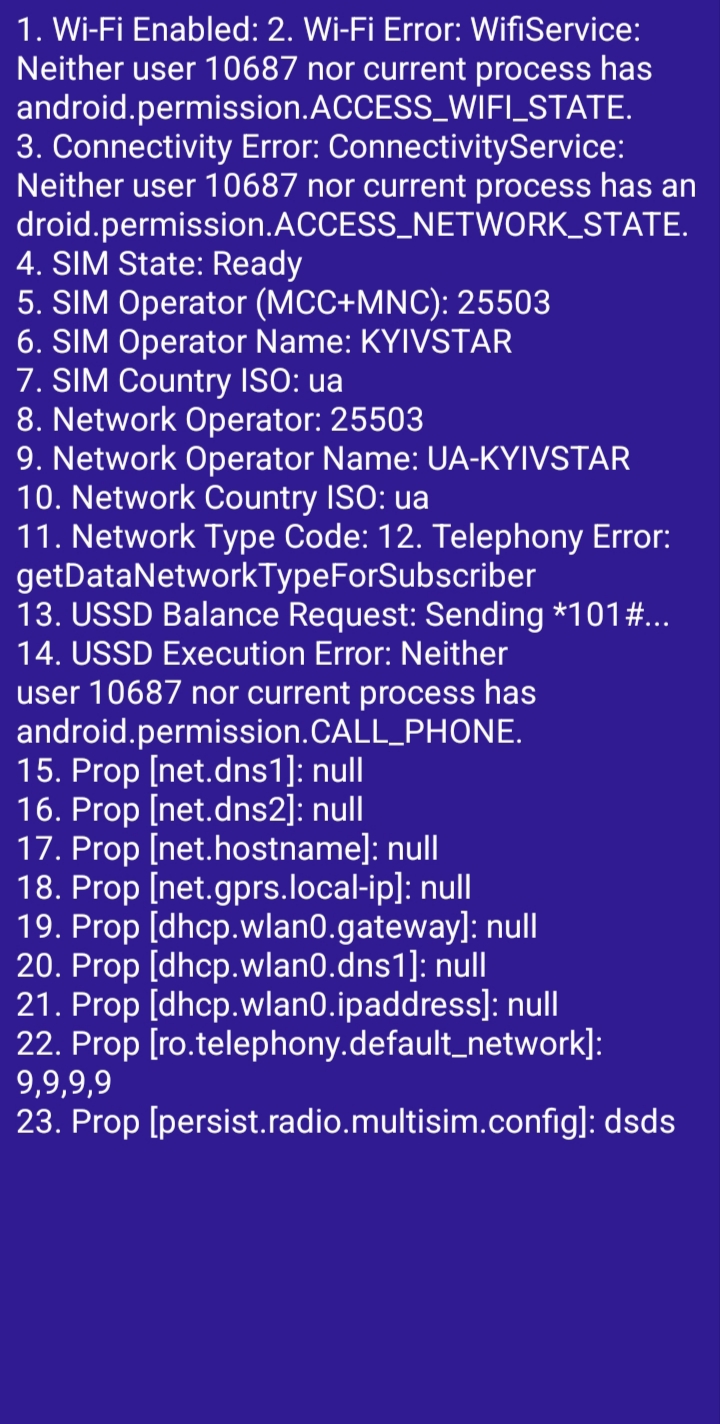 1. Wi-Fi Enabled: 2. Wi-Fi Error: WifiService:
Neither user 10687 nor current process has
android.permission.ACCESS_WIFI_STATE.
3. Connectivity Error: ConnectivityService:
Neither user 10687 nor current process has an
droid.permission.ACCESS_NETWORK_STATE.
4. SIM State: Ready
5. SIM Operator (MCC+MNC): 25503
6. SIM Operator Name: KYIVSTAR
7. SIM Country ISO: ua
8. Network Operator: 25503
9. Network Operator Name: UA-KYIVSTAR
10. Network Country ISO: ua
11. Network Type Code: 12. Telephony Error:
getDataNetworkTypeForSubscriber
13. USSD Balance Request: Sending *101#...
14. USSD Execution Error: Neither
user 10687 nor current process has
android.permission.CALL_PHONE.
15. Prop [net.dns1]: null
16. Prop [net.dns2]: null
17. Prop [net.hostname]: null
18. Prop [net.gprs.local-ip]: null
19. Prop [dhcp.wlan0.gateway]: null
20. Prop [dhcp.wlan0.dns1]: null
21. Prop [dhcp.wlan0.ipaddress]: null
22. Prop [ro.telephony.default_network]:
9,9,9,9
23. Prop [persist.radio.multisim.config]: dsds